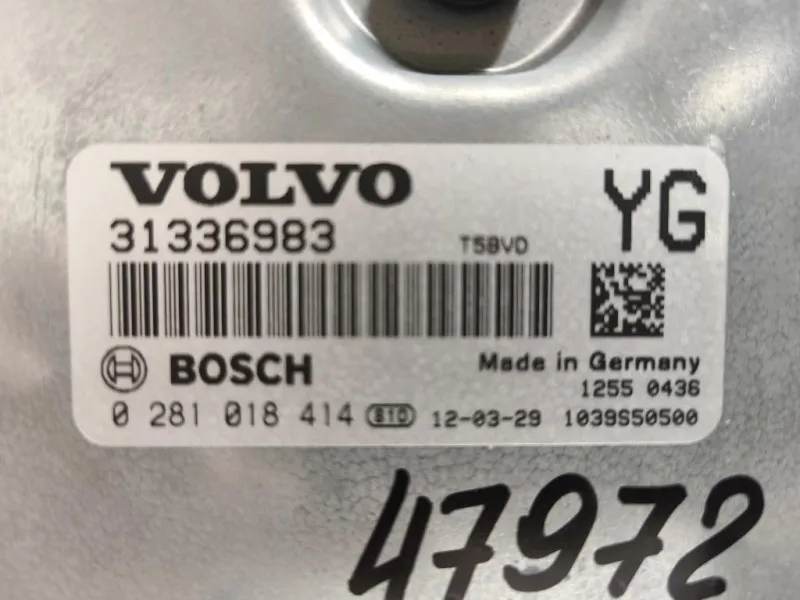 VOLVO
YG
31336983 T5BVD
BOSCH Made in Germany
1255 0436
0 281 018 414 810 12-03-29 1039S50500
47972